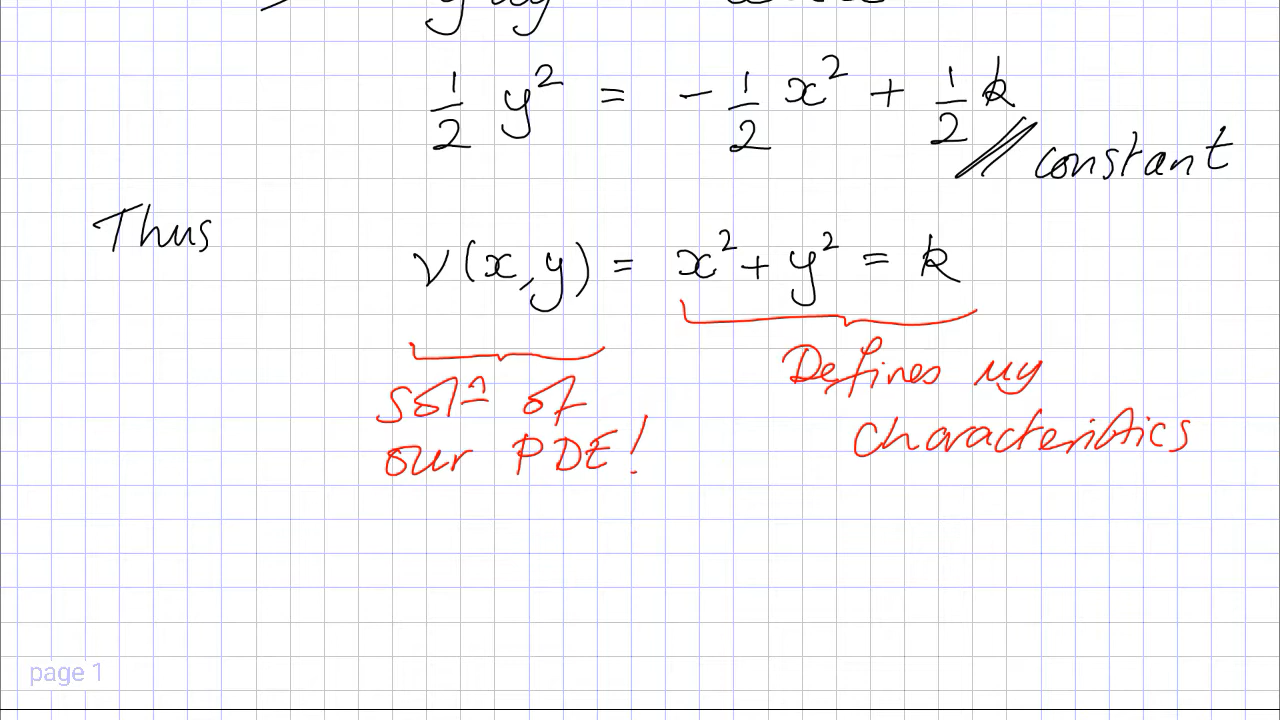 1/2 y² = - 1/2 x² + 1/2 k
constant
Thus
v(x,y) = x² + y² = k
Solⁿ of
our PDE!
Defines my
characteristics
page 1